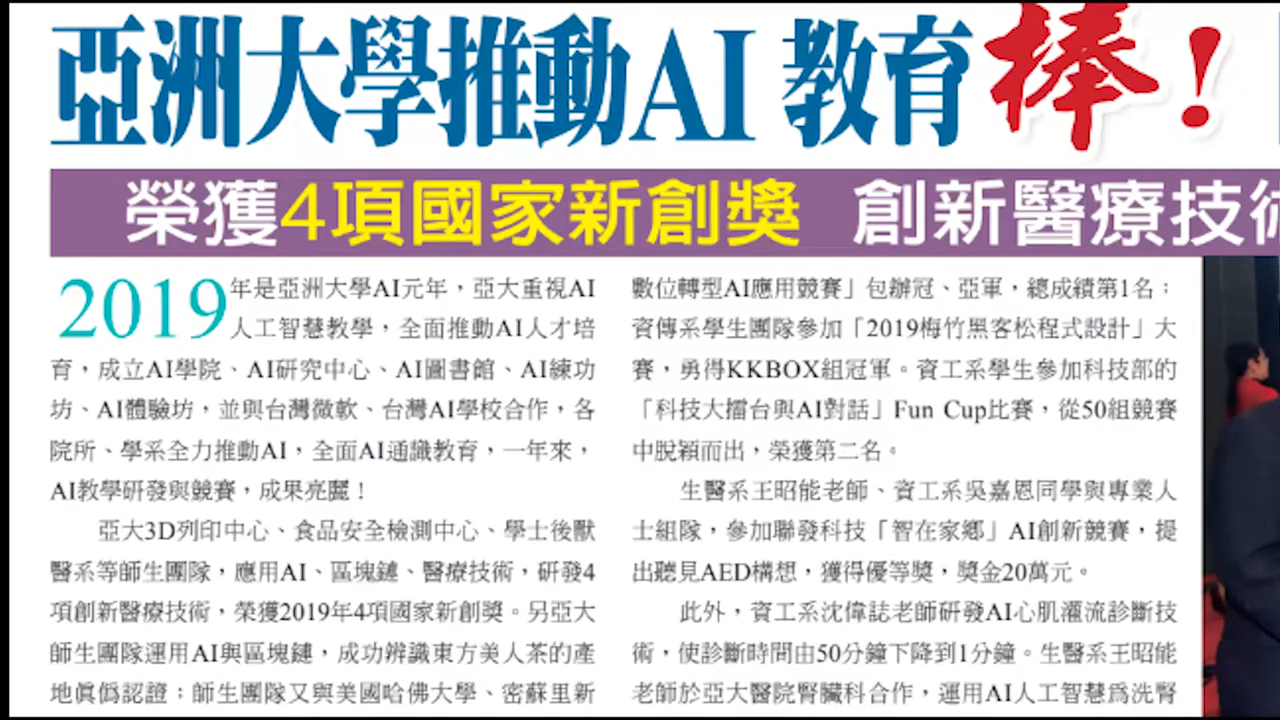 亞洲大學推動AI 教育棒!
榮獲4項國家新創獎 創新醫療技術
2019年是亞洲大學AI元年，亞大重視AI
人工智慧教學，全面推動AI人才培
育，成立AI學院、AI研究中心、AI圖書館、AI練功
坊、AI體驗坊，並與台灣微軟、台灣AI學校合作，各
院所、學系全力推動AI，全面AI通識教育，一年來，
AI教學研發與競賽，成果亮麗！
亞大3D列印中心、食品安全檢測中心、學士後獸
醫系等師生團隊，應用AI、區塊鏈、醫療技術，研發4
項創新醫療技術，榮獲2019年4項國家新創獎。另亞大
師生團隊運用AI與區塊鏈，成功辨識東方美人茶的產
地眞僞認證；師生團隊又與美國哈佛大學、密蘇里新
數位轉型AI應用競賽」包辦冠、亞軍，總成績第1名；
資傳系學生團隊參加「2019梅竹黑客松程式設計」大
賽，勇得KKBOX組冠軍。資工系學生參加科技部的
「科技大擂台與AI對話」Fun Cup比賽，從50組競賽
中脫穎而出，榮獲第二名。
生醫系王昭能老師、資工系吳嘉恩同學與專業人
士組隊，參加聯發科技「智在家鄉」AI創新競賽，提
出聽見AED構想，獲得優等獎，獎金20萬元。
此外，資工系沈偉誌老師研發AI心肌灌流診斷技
術，使診斷時間由50分鐘下降到1分鐘。生醫系王昭能
老師於亞大醫院腎臟科合作，運用AI人工智慧爲洗腎